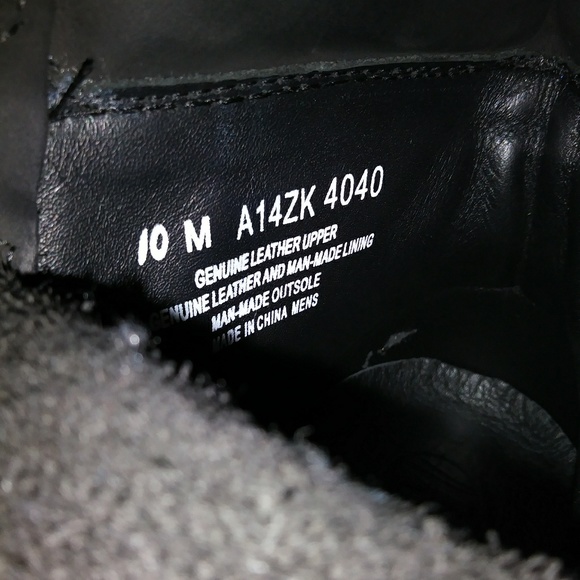 10 M A14ZK 4040
GENUINE LEATHER UPPER
GENUINE LEATHER AND MAN-MADE LINING
MAN-MADE OUTSOLE
MADE IN CHINA MENS